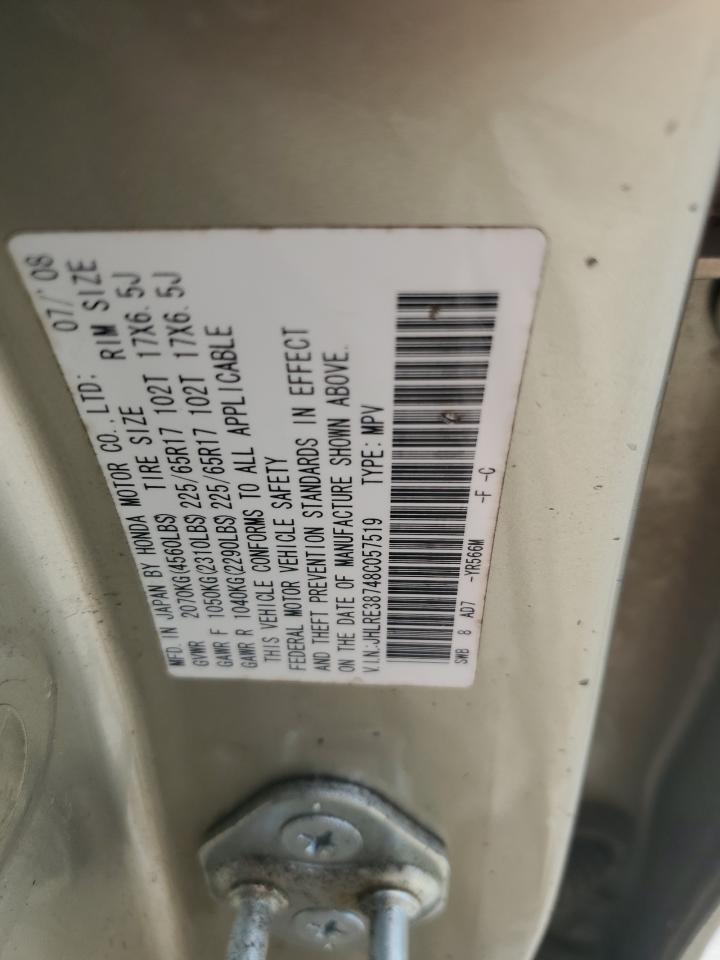 MFD. IN JAPAN BY HONDA MOTOR CO., LTD; 07/'08
TIRE SIZE RIM SIZE
GVWR 2070KG(4560LBS)
GAWR F 1050KG(2310LBS) 225/65R17 102T 17X6.5J
GAWR R 1040KG(2290LBS) 225/65R17 102T 17X6.5J
THIS VEHICLE CONFORMS TO ALL APPLICABLE
FEDERAL MOTOR VEHICLE SAFETY
AND THEFT PREVENTION STANDARDS IN EFFECT
ON THE DATE OF MANUFACTURE SHOWN ABOVE.
V.I.N:JHLRE38748C057519 TYPE: MPV
SWB 8 AD7 -YR566M -F -C